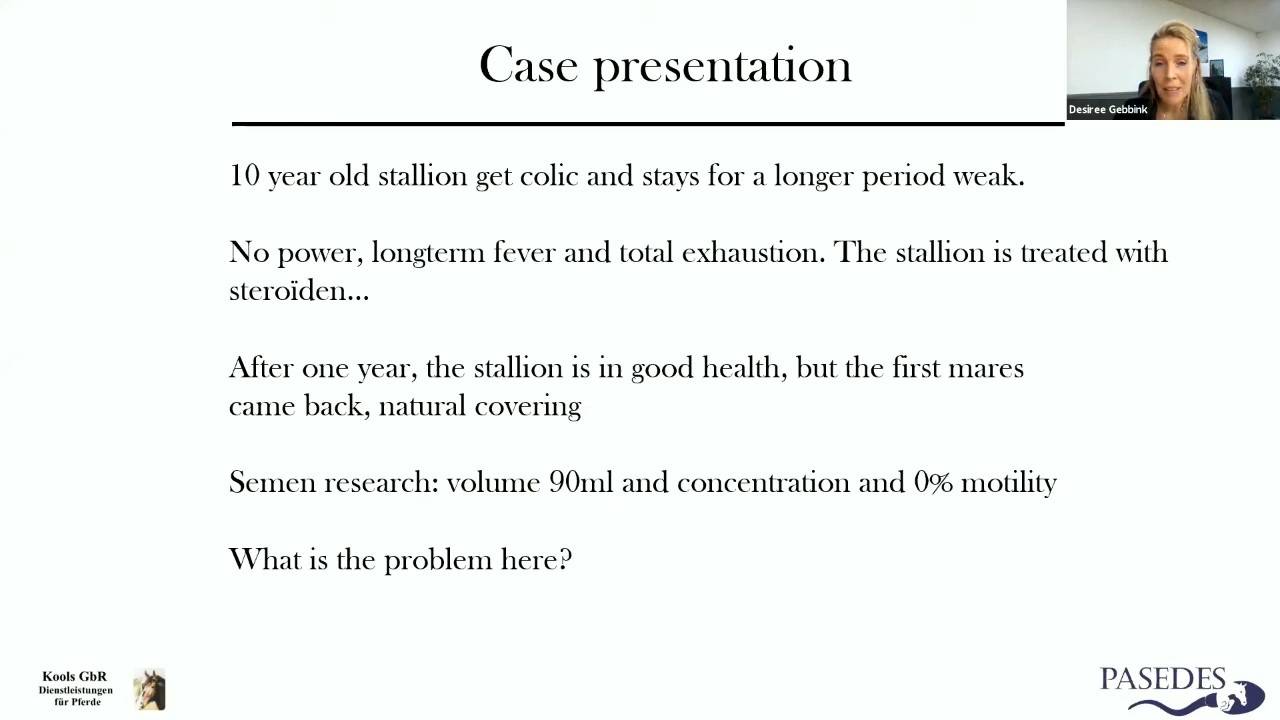 Case presentation
Desiree Gebbink
10 year old stallion get colic and stays for a longer period weak.
No power, longterm fever and total exhaustion. The stallion is treated with
steroïden...
After one year, the stallion is in good health, but the first mares
came back, natural covering
Semen research: volume 90ml and concentration and 0% motility
What is the problem here?
Kools GbR
Dienstleistungen
für Pferde
PASEDES